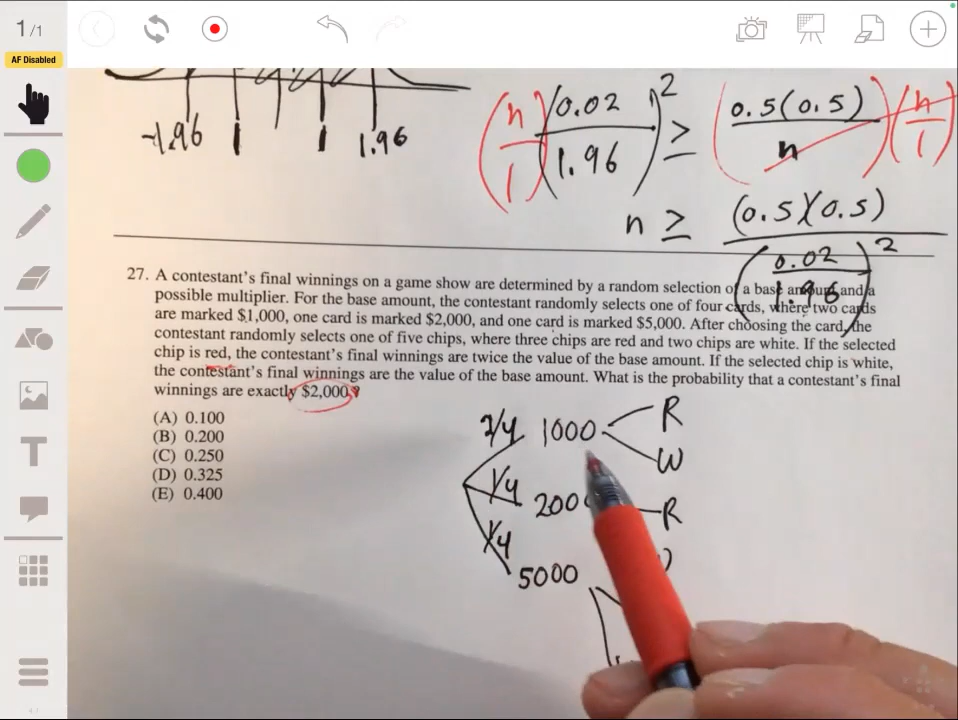 1/1
AF Disabled
-1.96 1.96
(n/1)(0.02/1.96)² ≥ (0.5(0.5)/n)(n/1)
n ≥ (0.5)(0.5)/(0.02/1.96)²
27. A contestant's final winnings on a game show are determined by a random selection of a base amount and a
possible multiplier. For the base amount, the contestant randomly selects one of four cards, where two cards
are marked $1,000, one card is marked $2,000, and one card is marked $5,000. After choosing the card, the
contestant randomly selects one of five chips, where three chips are red and two chips are white. If the selected
chip is red, the contestant's final winnings are twice the value of the base amount. If the selected chip is white,
the contestant's final winnings are the value of the base amount. What is the probability that a contestant's final
winnings are exactly $2,000?
(A) 0.100
(B) 0.200
(C) 0.250
(D) 0.325
(E) 0.400
2/4 1000 R
W
1/4 200 R
1/4
5000
T